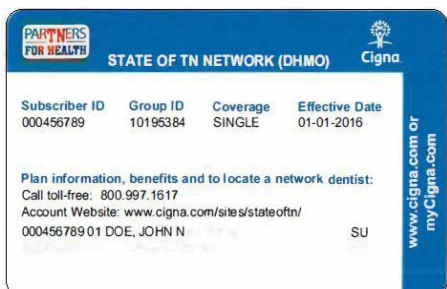 PARTNERS
FOR HEALTH
STATE OF TN NETWORK (DHMO)
Cigna
Subscriber ID Group ID Coverage Effective Date
000456789 10195384 SINGLE 01-01-2016
Plan information, benefits and to locate a network dentist:
Call toll-free: 800.997.1617
Account Website: www.cigna.com/sites/stateoftn/
000456789 01 DOE, JOHN N SU
www.cigna.com or
myCigna.com